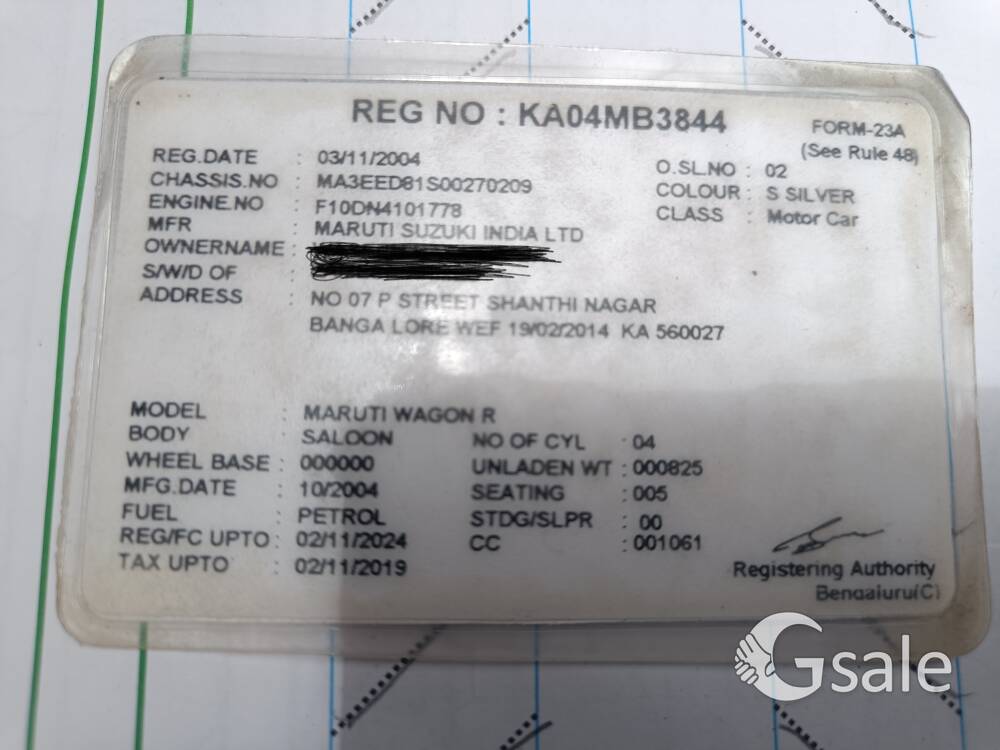 REG NO : KA04MB3844
FORM-23A
(See Rule 48)
REG.DATE : 03/11/2004
O.SL.NO : 02
CHASSIS.NO : MA3EED81S00270209
COLOUR : S SILVER
ENGINE.NO : F10DN4101778
CLASS : Motor Car
MFR : MARUTI SUZUKI INDIA LTD
OWNERNAME :
S/W/D OF :
ADDRESS : NO 07 P STREET SHANTHI NAGAR
BANGA LORE WEF 19/02/2014 KA 560027
MODEL : MARUTI WAGON R
BODY : SALOON NO OF CYL : 04
WHEEL BASE : 000000 UNLADEN WT : 000825
MFG.DATE : 10/2004 SEATING : 005
FUEL : PETROL STDG/SLPR : 00
REG/FC UPTO : 02/11/2024 CC : 001061
TAX UPTO : 02/11/2019
Registering Authority
Bengaluru(C)
Gsale